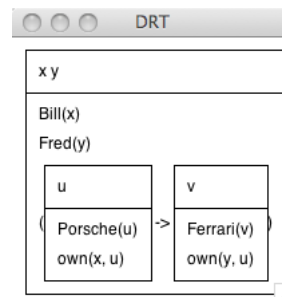 DRT
x y
Bill(x)
Fred(y)
u v
( Porsche(u) -> Ferrari(v) )
own(x, u) own(y, u)